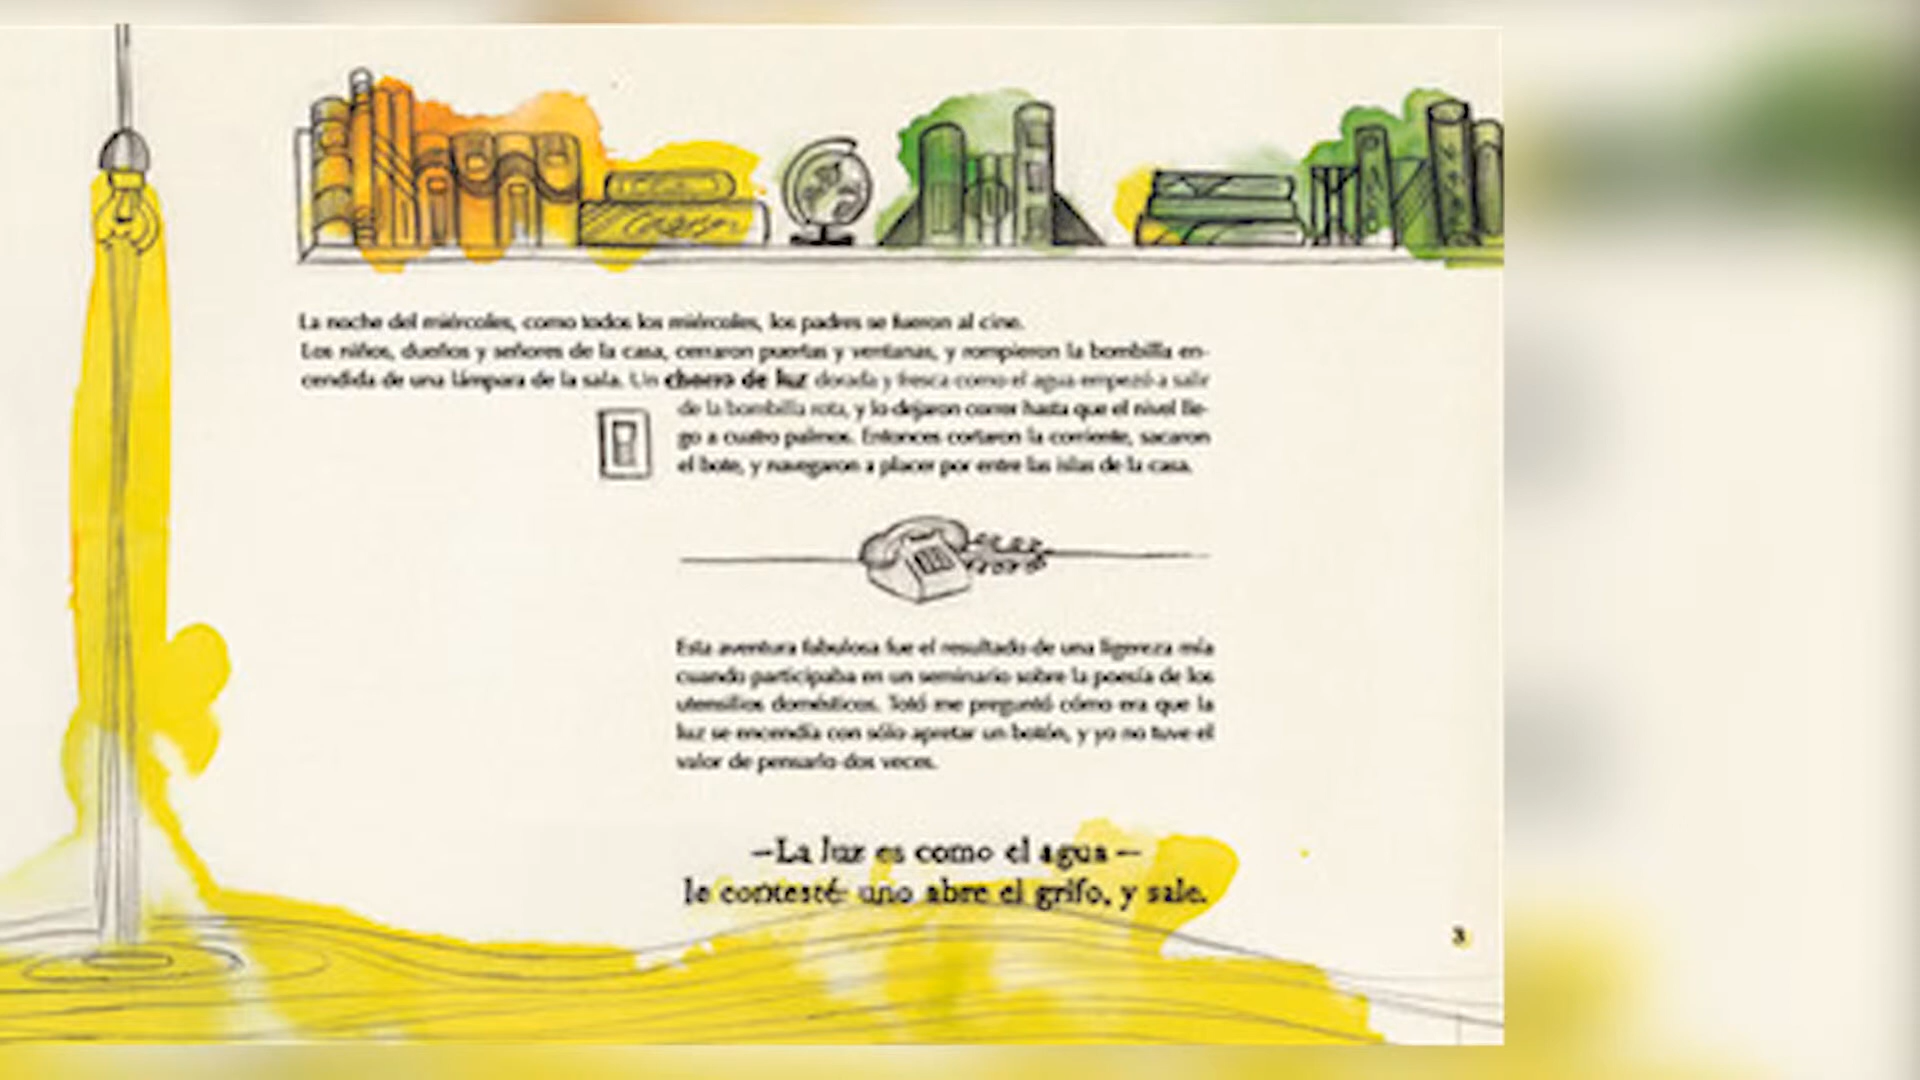 La noche del miércoles, como todos los miércoles, los padres se fueron al cine.
Los niños, dueños y señores de la casa, cerraron puertas y ventanas, y rompieron la bombilla en-
cendida de una lámpara de la sala. Un chorro de luz dorada y fresca como el agua empezó a salir
de la bombilla rota, y lo dejaron correr hasta que el nivel lle-
go a cuatro palmos. Entonces cortaron la corriente, sacaron
el bote, y navegaron a placer por entre las islas de la casa.
Esta aventura fabulosa fue el resultado de una ligereza mía
cuando participaba en un seminario sobre la poesía de los
utensilios domésticos. Totó me preguntó cómo era que la
luz se encendía con sólo apretar un botón, y yo no tuve el
valor de pensarlo dos veces.
—La luz es como el agua —
le contesté: uno abre el grifo, y sale.
3